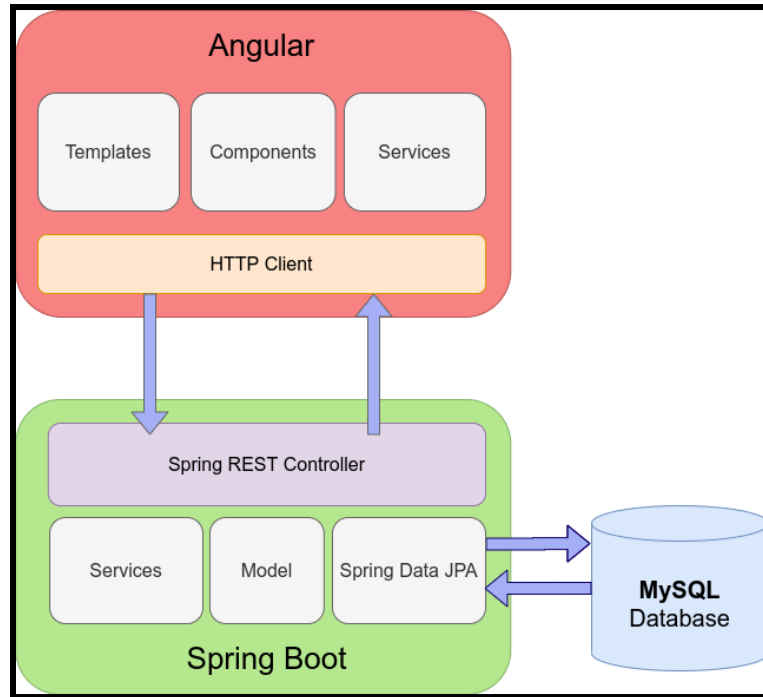 Angular
Templates
Components
Services
HTTP Client
Spring REST Controller
Services
Model
Spring Data JPA
MySQL
Database
Spring Boot